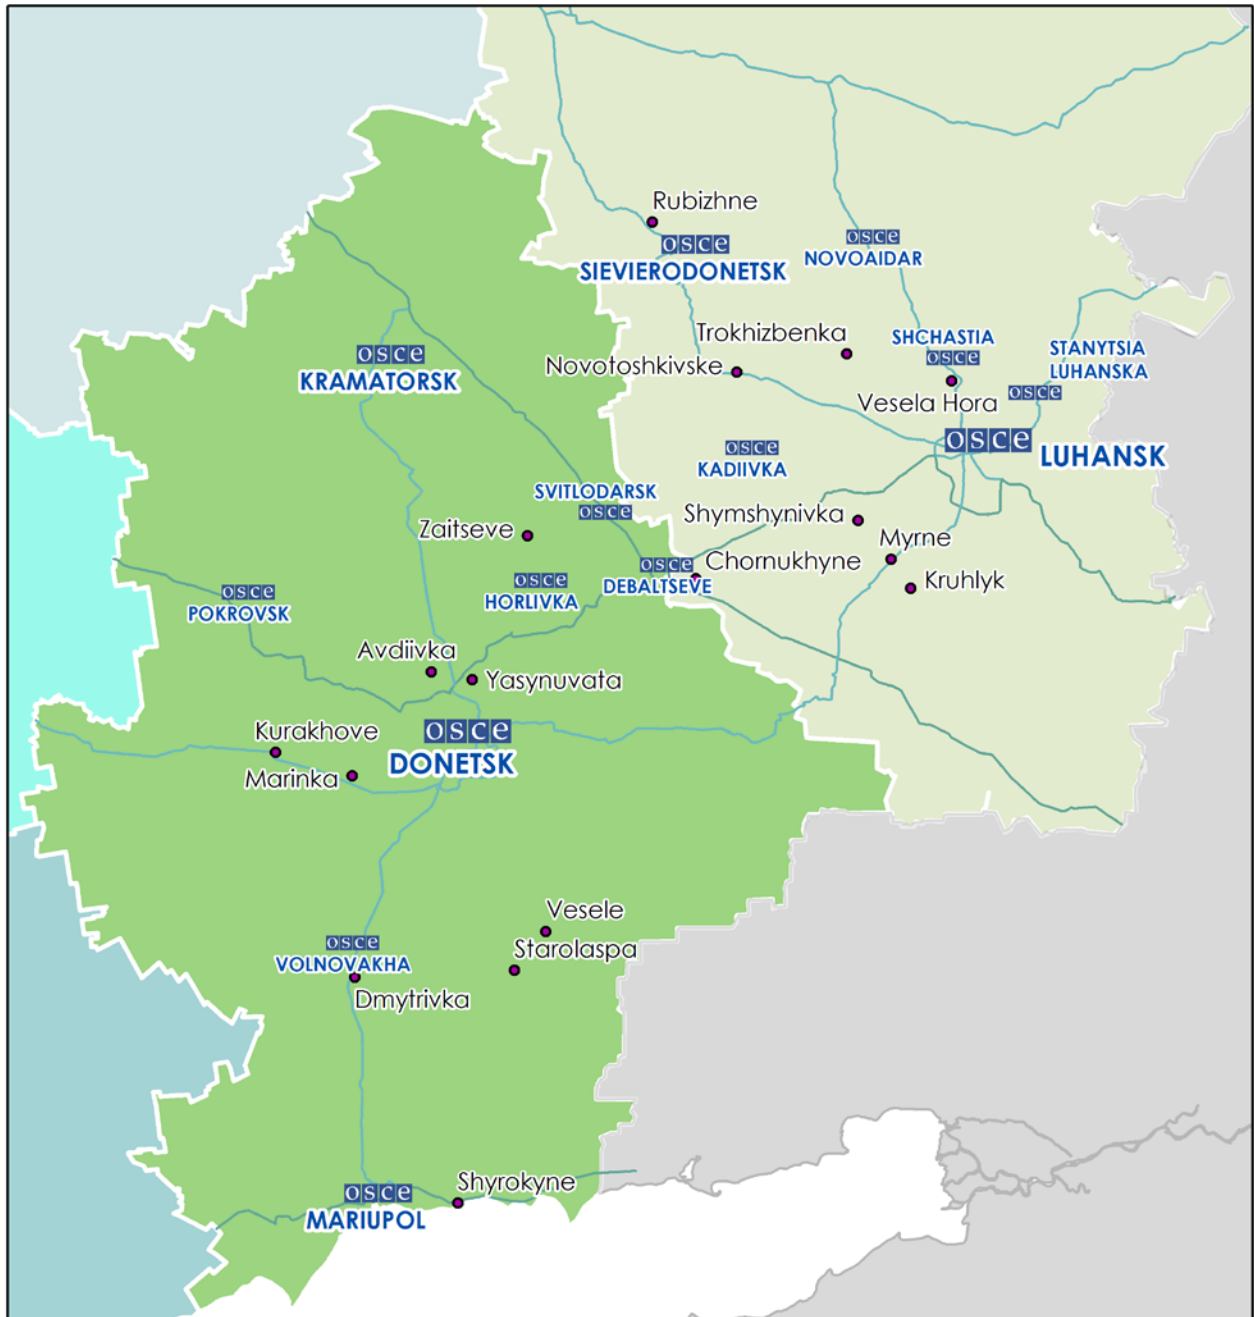 Rubizhne
osce
SIEVIERODONETSK
osce
NOVOAIDAR
Trokhizbenka
SHCHASTIA
osce
STANYTSIA
LUHANSKA
osce
osce
KRAMATORSK
Novotoshkivske
Vesela Hora
osce
LUHANSK
osce
KADIIVKA
SVITLODARSK
osce
Zaitseve
Shymshynivka
Myrne
Chornukhyne
Kruhlyk
osce
DEBALTSEVE
osce
HORLIVKA
osce
POKROVSK
Avdiivka
Yasynuvata
Kurakhove
osce
DONETSK
Marinka
Vesele
Starolaspa
osce
VOLNOVAKHA
Dmytrivka
Shyrokyne
osce
MARIUPOL